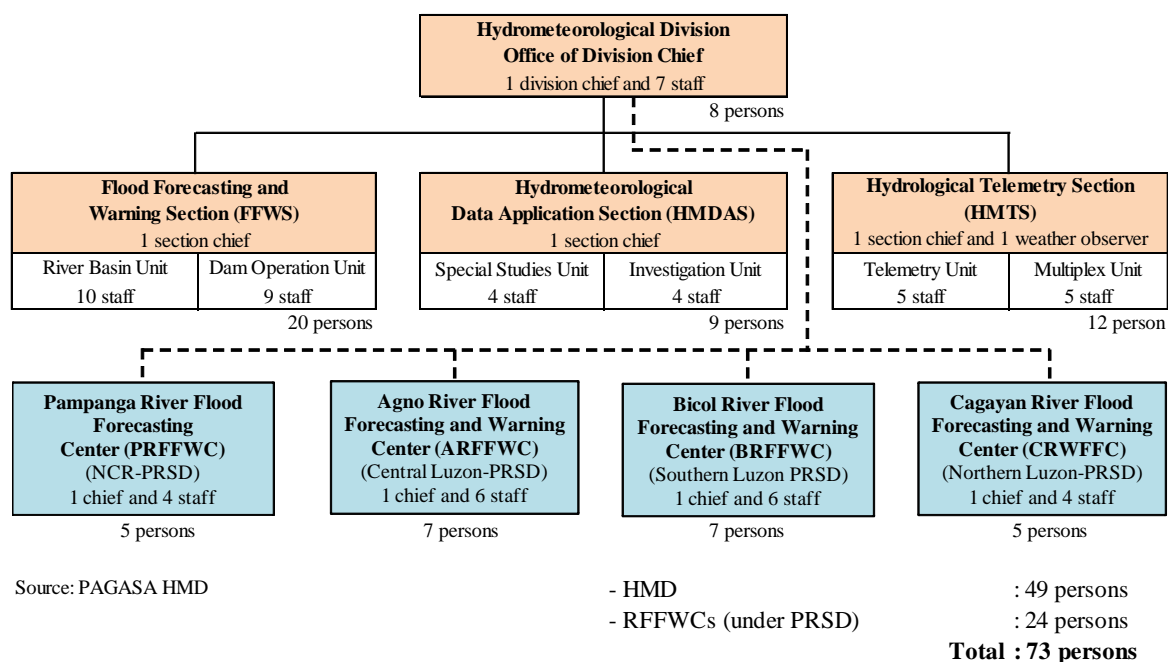 Hydrometeorological Division
Office of Division Chief
1 division chief and 7 staff
8 persons
Flood Forecasting and
Warning Section (FFWS)
1 section chief
River Basin Unit
10 staff
Dam Operation Unit
9 staff
20 persons
Hydrometeorological
Data Application Section (HMDAS)
1 section chief
Special Studies Unit
4 staff
Investigation Unit
4 staff
9 persons
Hydrological Telemetry Section
(HMTS)
1 section chief and 1 weather observer
Telemetry Unit
5 staff
Multiplex Unit
5 staff
12 person
Pampanga River Flood
Forecasting
Center (PRFFWC)
(NCR-PRSD)
1 chief and 4 staff
5 persons
Agno River Flood
Forecasting and Warning
Center (ARFFWC)
(Central Luzon-PRSD)
1 chief and 6 staff
7 persons
Bicol River Flood
Forecasting and Warning
Center (BRFFWC)
(Southern Luzon PRSD)
1 chief and 6 staff
7 persons
Cagayan River Flood
Forecasting and Warning
Center (CRWFFC)
(Northern Luzon-PRSD)
1 chief and 4 staff
5 persons
Source: PAGASA HMD
- HMD : 49 persons
- RFFWCs (under PRSD) : 24 persons
Total : 73 persons